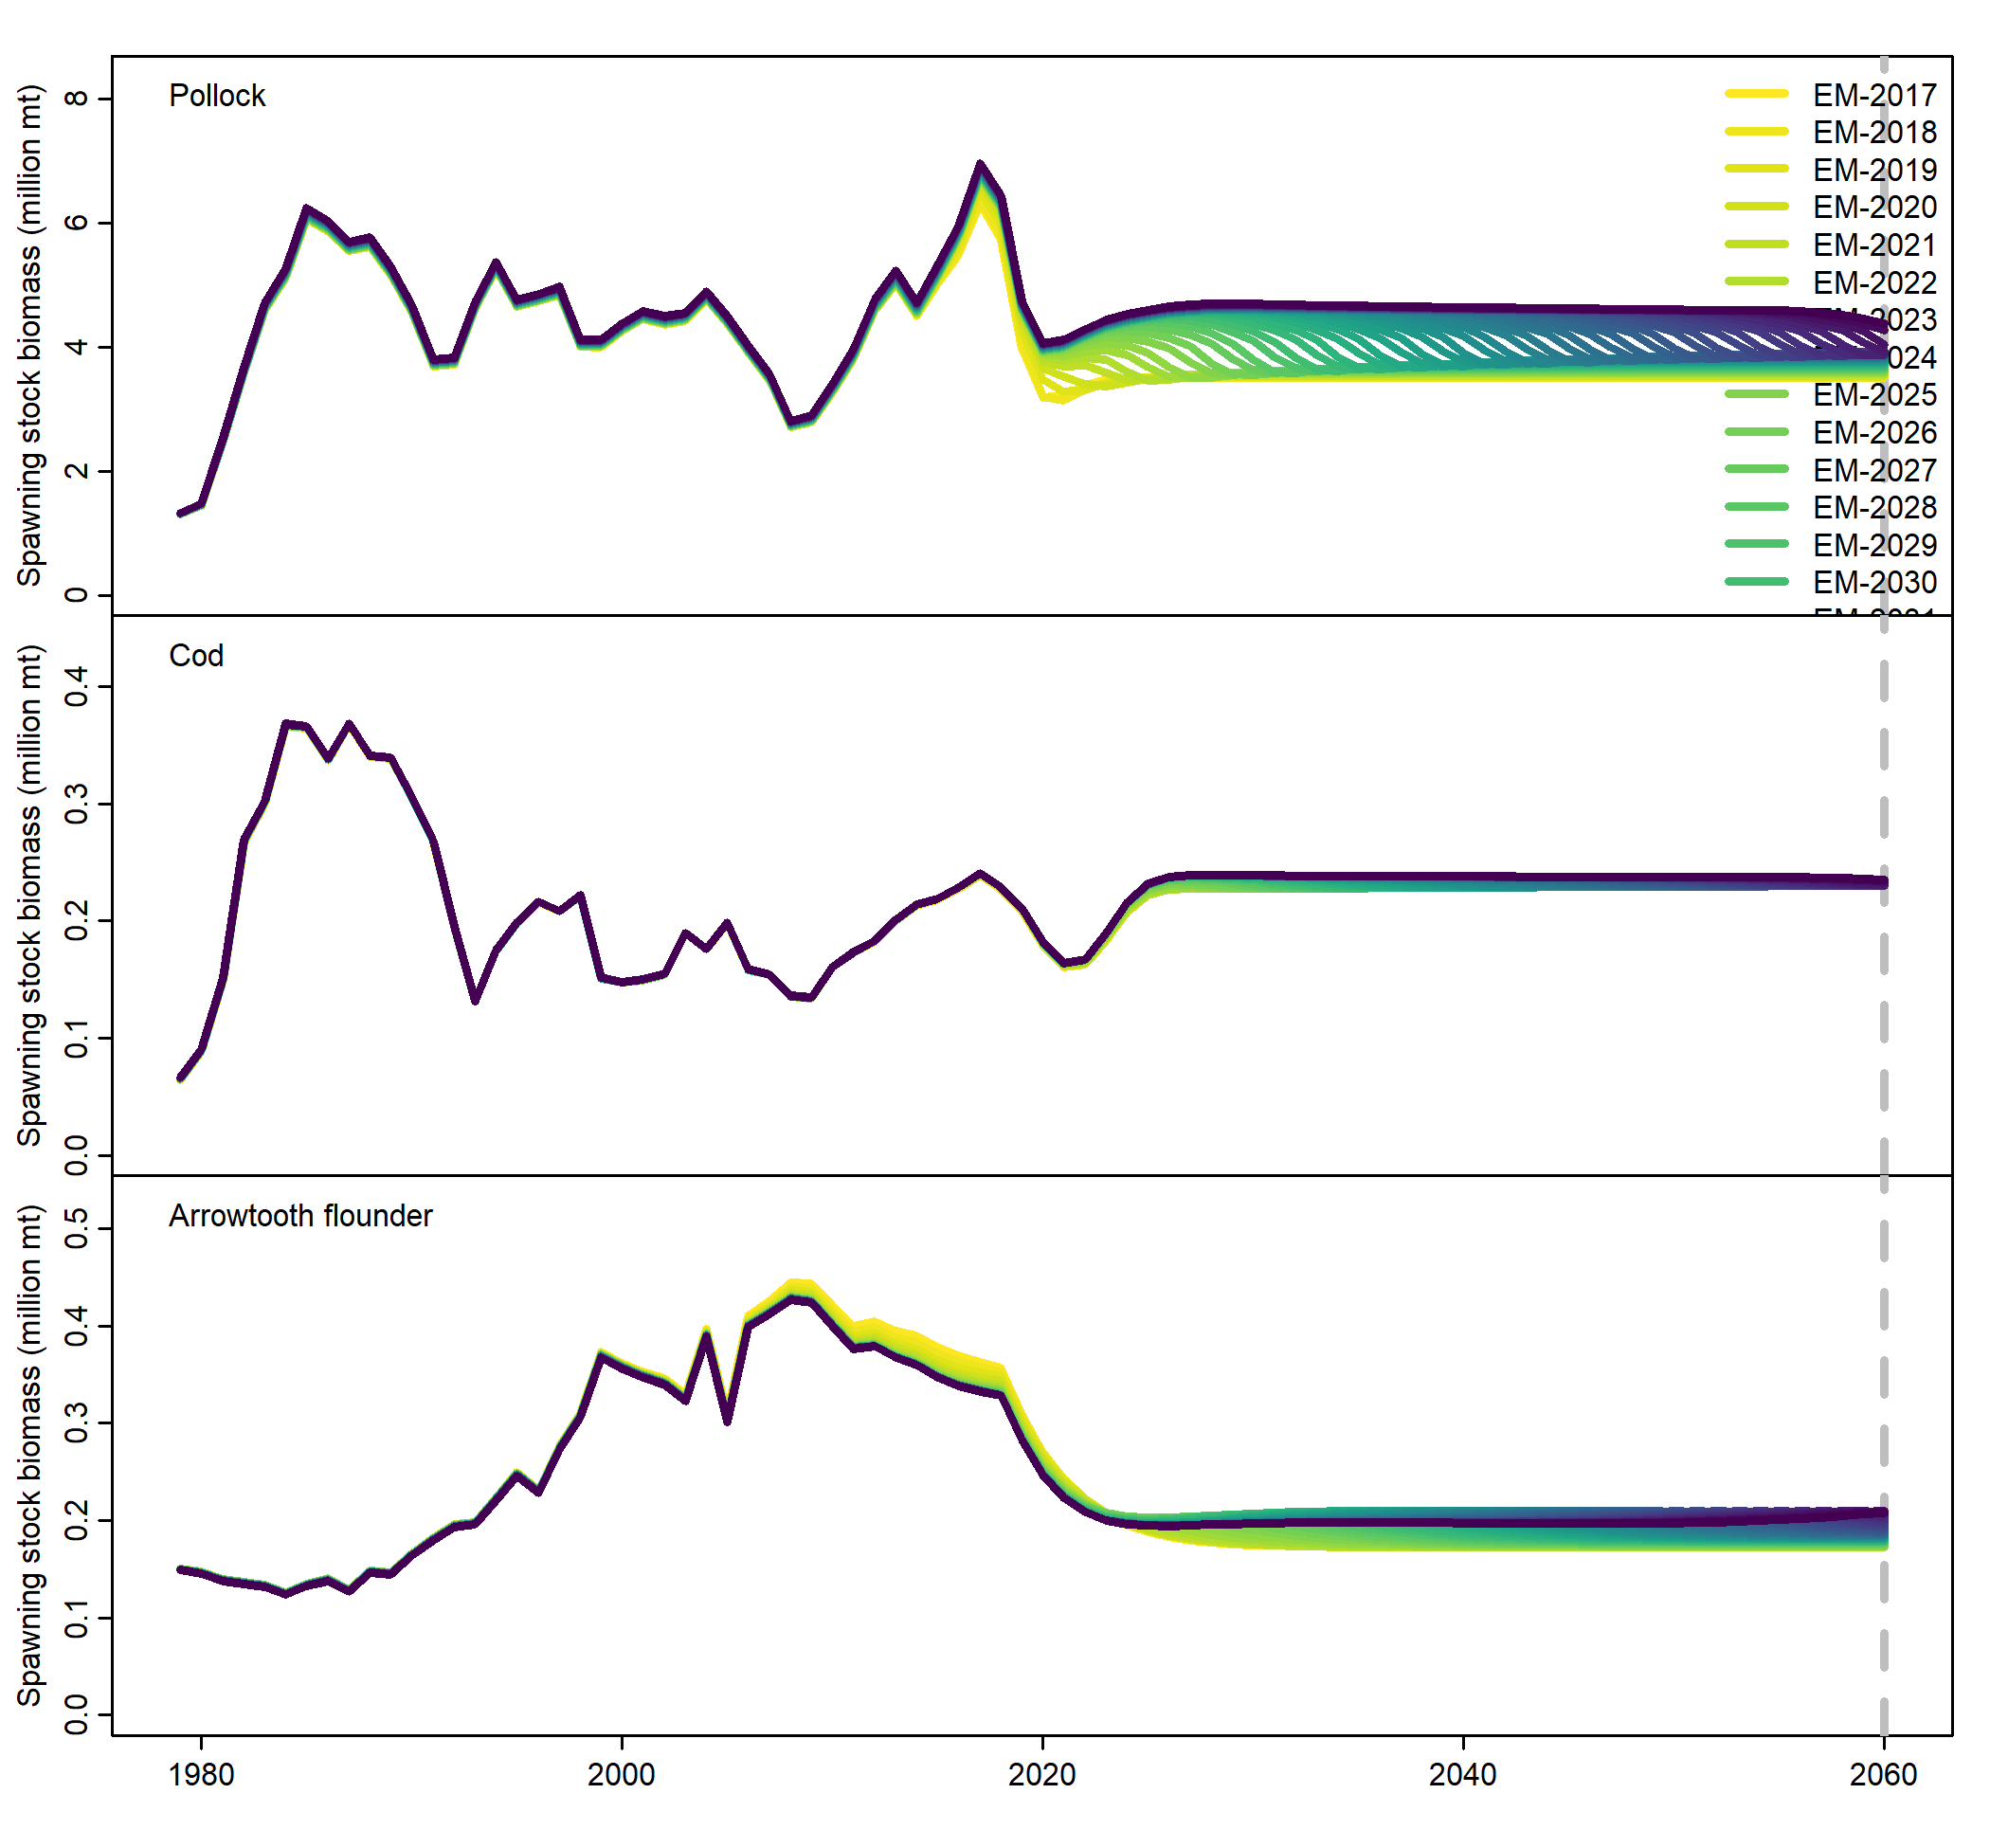 Spawning stock biomass (million mt)
8
6
4
2
0
Pollock
EM-2017
EM-2018
EM-2019
EM-2020
EM-2021
EM-2022
2023
2024
EM-2025
EM-2026
EM-2027
EM-2028
EM-2029
EM-2030
Spawning stock biomass (million mt)
0.4
0.3
0.2
0.1
0.0
Cod
Spawning stock biomass (million mt)
0.5
0.4
0.3
0.2
0.1
0.0
Arrowtooth flounder
1980 2000 2020 2040 2060